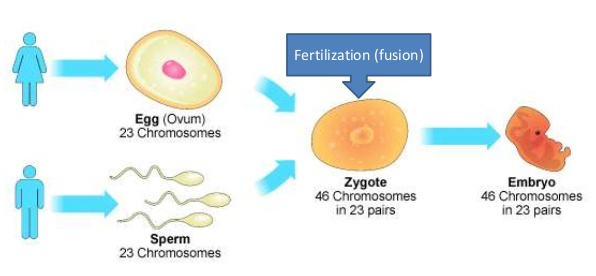 Fertilization (fusion)
Egg (Ovum)
23 Chromosomes
Sperm
23 Chromosomes
Zygote
46 Chromosomes
in 23 pairs
Embryo
46 Chromosomes
in 23 pairs